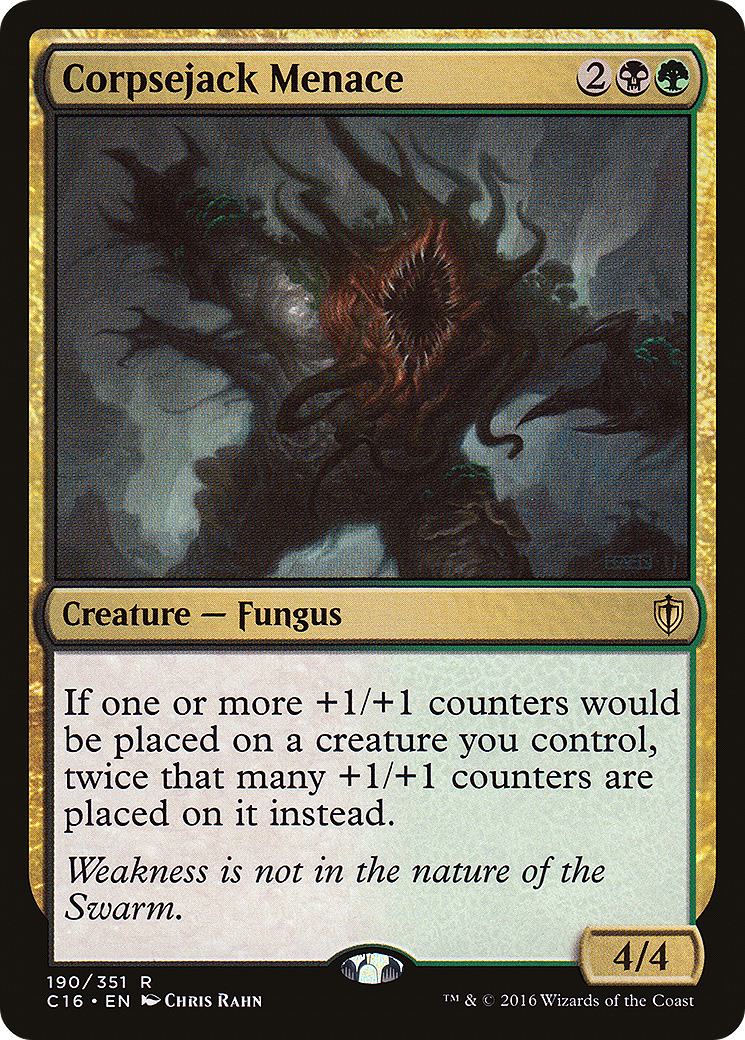 Corpsejack Menace 2
Creature — Fungus
If one or more +1/+1 counters would
be placed on a creature you control,
twice that many +1/+1 counters are
placed on it instead.
Weakness is not in the nature of the
Swarm.
4/4
190/351 R
C16 • EN Chris Rahn
™ & © 2016 Wizards of the Coast